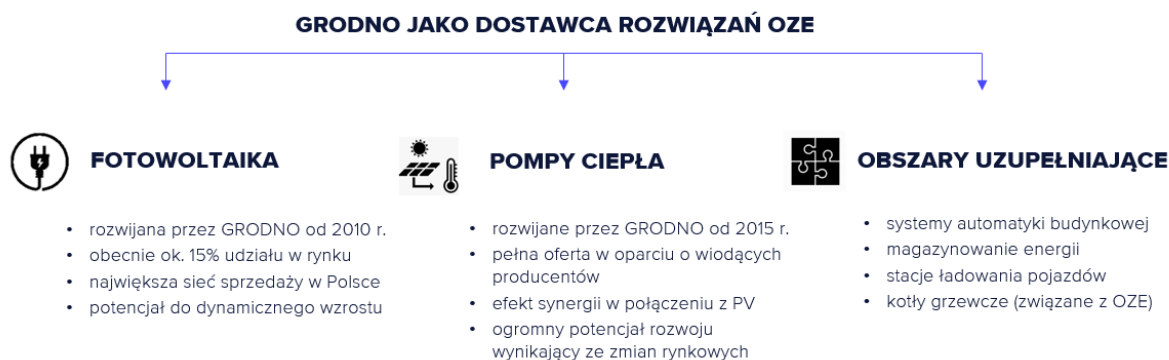 GRODNO JAKO DOSTAWCA ROZWIĄZAŃ OZE
FOTOWOLTAIKA
• rozwijana przez GRODNO od 2010 r.
• obecnie ok. 15% udziału w rynku
• największa sieć sprzedaży w Polsce
• potencjał do dynamicznego wzrostu
POMPY CIEPŁA
• rozwijane przez GRODNO od 2015 r.
• pełna oferta w oparciu o wiodących
producentów
• efekt synergii w połączeniu z PV
• ogromny potencjał rozwoju
wynikający ze zmian rynkowych
OBSZARY UZUPEŁNIAJĄCE
• systemy automatyki budynkowej
• magazynowanie energii
• stacje ładowania pojazdów
• kotły grzewcze (związane z OZE)